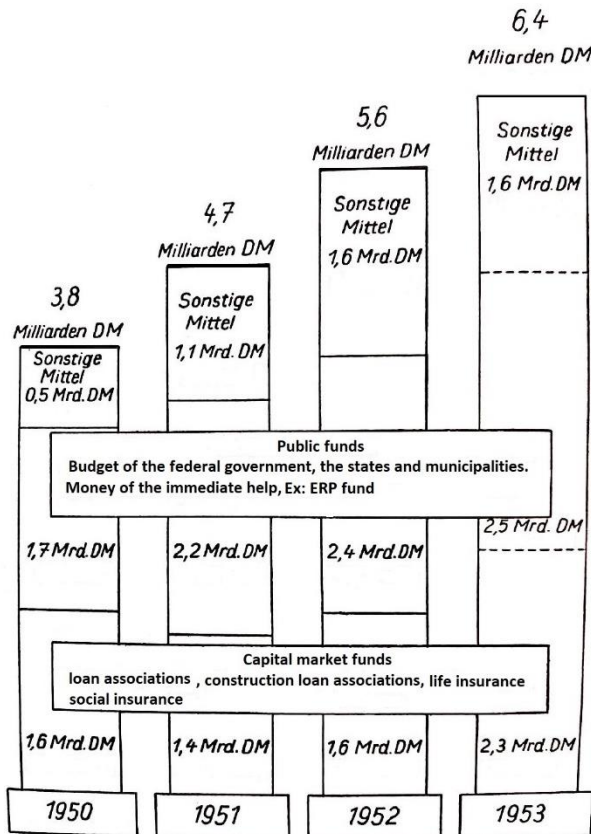 3,8
Milliarden DM
Sonstige
Mittel
0,5 Mrd.DM
1,7 Mrd.DM
1,6 Mrd.DM
1950
4,7
Milliarden DM
Sonstige
Mittel
1,1 Mrd.DM
2,2 Mrd.DM
1,4 Mrd.DM
1951
5,6
Milliarden DM
Sonstige
Mittel
1,6 Mrd.DM
2,4 Mrd.DM
1,6 Mrd.DM
1952
6,4
Milliarden DM
Sonstige
Mittel
1,6 Mrd.DM
2,5 Mrd. DM
2,3 Mrd.DM
1953
Public funds
Budget of the federal government, the states and municipalities.
Money of the immediate help, Ex: ERP fund
Capital market funds
loan associations , construction loan associations, life insurance
social insurance